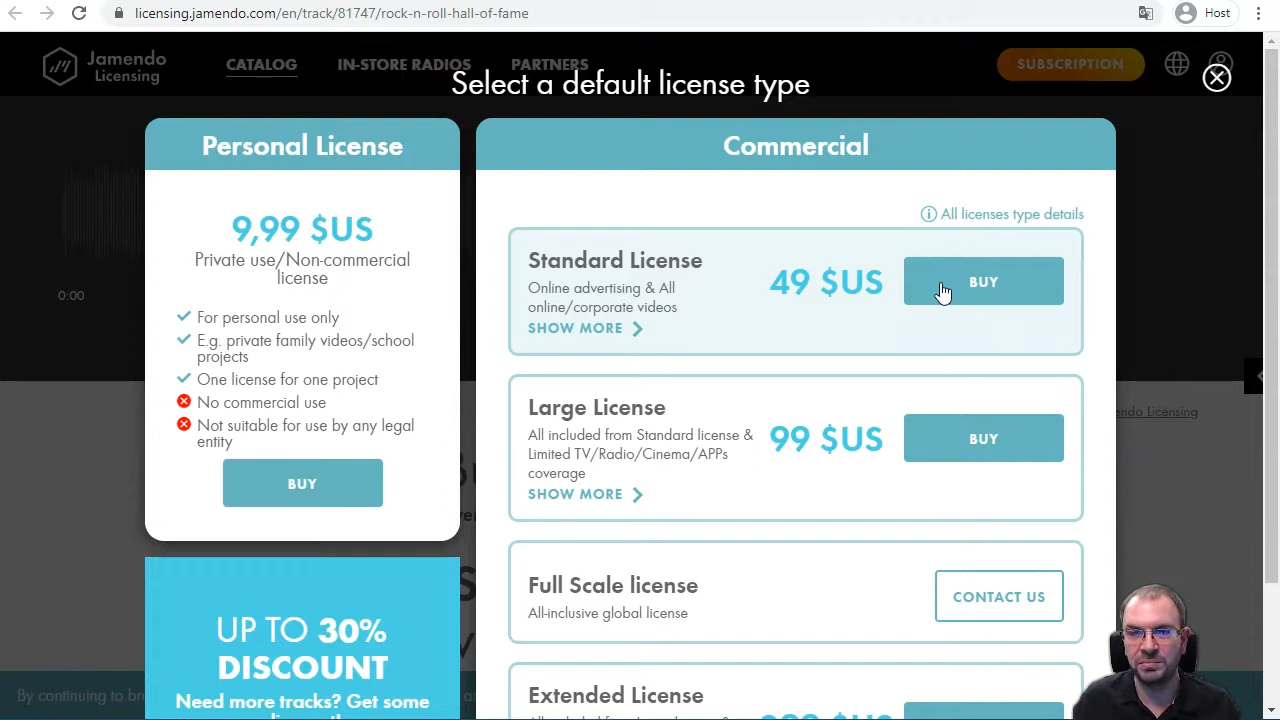 licensing.jamendo.com/en/track/81747/rock-n-roll-hall-of-fame
Host
Jamendo
Licensing
CATALOG
IN-STORE RADIOS
PARTNERS
SUBSCRIPTION
Select a default license type
Personal License
9,99 $US
Private use/Non-commercial
license
For personal use only
E.g. private family videos/school
projects
One license for one project
No commercial use
Not suitable for use by any legal
entity
BUY
UP TO 30%
DISCOUNT
Need more tracks? Get some
Commercial
All licenses type details
Standard License
Online advertising & All
online/corporate videos
SHOW MORE
49 $US
BUY
Large License
All included from Standard license &
Limited TV/Radio/Cinema/APPs
coverage
SHOW MORE
99 $US
BUY
Full Scale license
All-inclusive global license
CONTACT US
Extended License
0:00
Licensing
By continuing to